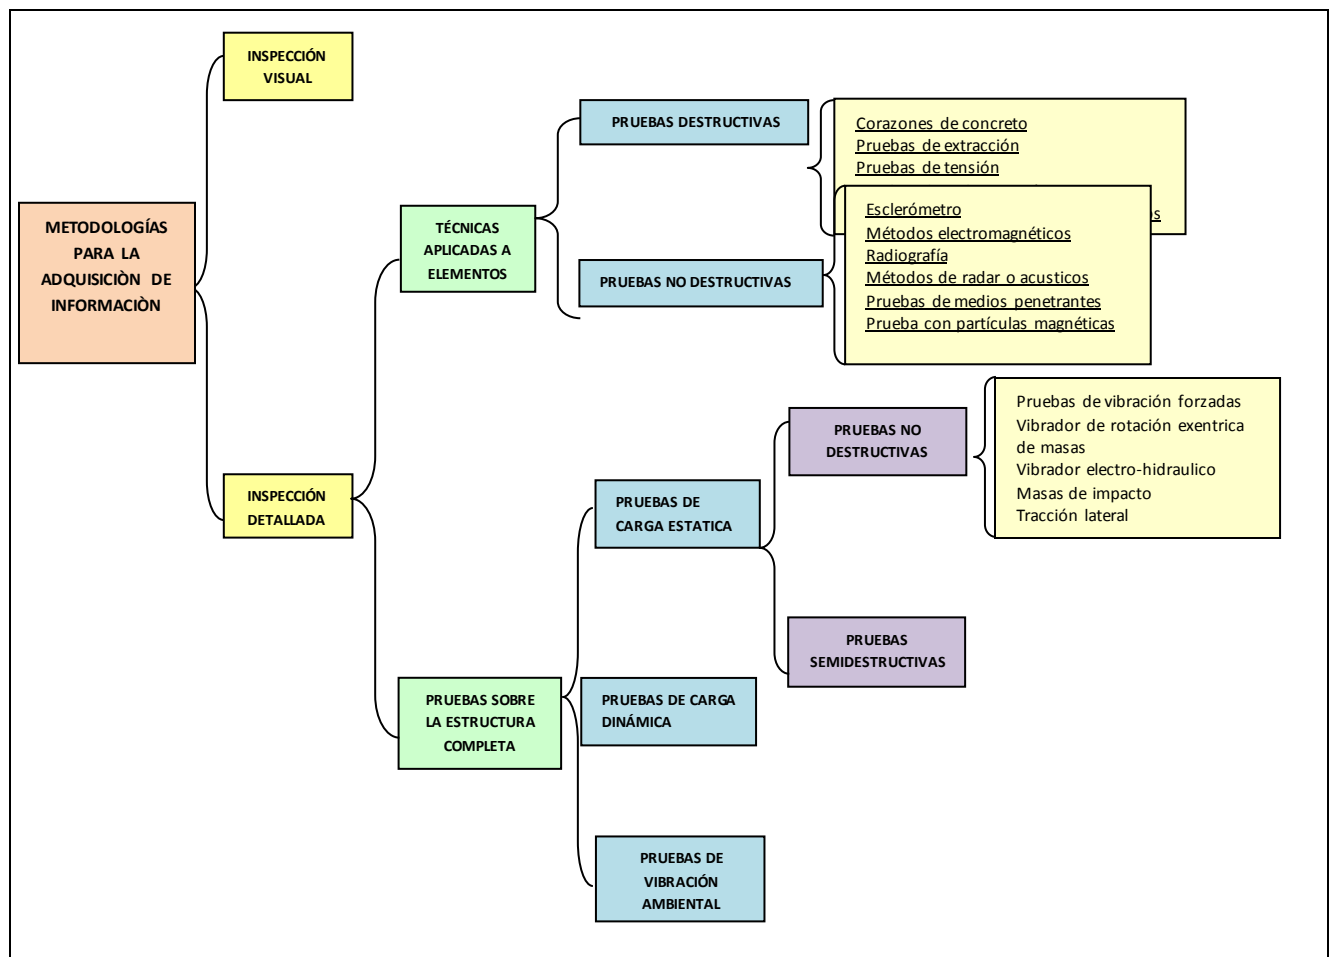 INSPECCIÓN
VISUAL
PRUEBAS DESTRUCTIVAS
Corazones de concreto
Pruebas de extracción
Pruebas de tensión
METODOLOGÍAS
PARA LA
ADQUISICIÒN DE
INFORMACIÒN
TÉCNICAS
APLICADAS A
ELEMENTOS
PRUEBAS NO DESTRUCTIVAS
Esclerómetro
Métodos electromagnéticos
Radiografía
Métodos de radar o acusticos
Pruebas de medios penetrantes
Prueba con partículas magnéticas
INSPECCIÓN
DETALLADA
PRUEBAS DE
CARGA ESTATICA
PRUEBAS NO
DESTRUCTIVAS
Pruebas de vibración forzadas
Vibrador de rotación exentrica
de masas
Vibrador electro-hidraulico
Masas de impacto
Tracción lateral
PRUEBAS
SEMIDESTRUCTIVAS
PRUEBAS SOBRE
LA ESTRUCTURA
COMPLETA
PRUEBAS DE CARGA
DINÁMICA
PRUEBAS DE
VIBRACIÓN
AMBIENTAL